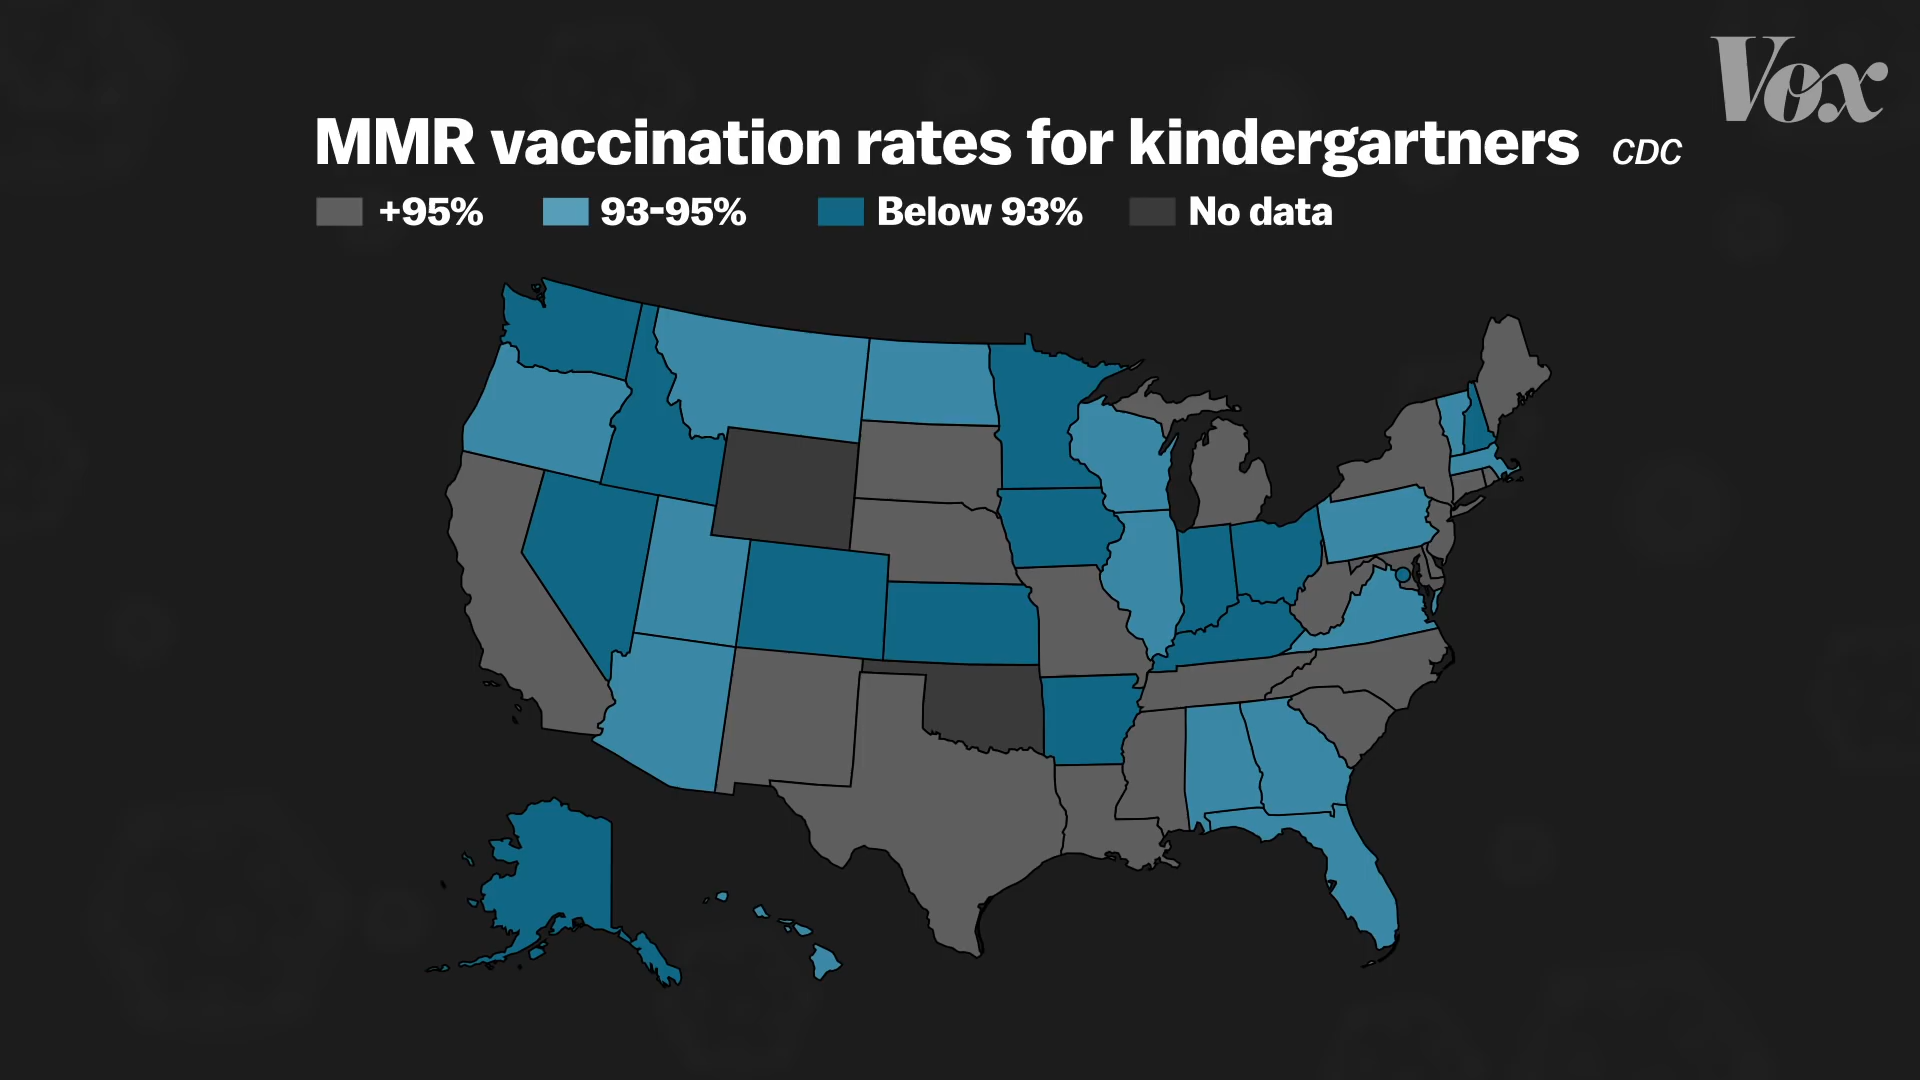 Vox
MMR vaccination rates for kindergartners CDC
+95% 93-95% Below 93% No data